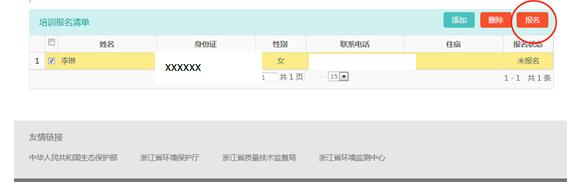 培训报名清单 添加 删除 报名
姓名 身份证 性别 联系电话 住宿 报名状态
1 李琳 XXXXXX 女 未报名
1 共 1 页 15 1 - 1 共 1 条
友情链接
中华人民共和国生态保护部 浙江省环境保护厅 浙江省质量技术监督局 浙江省环境监测中心